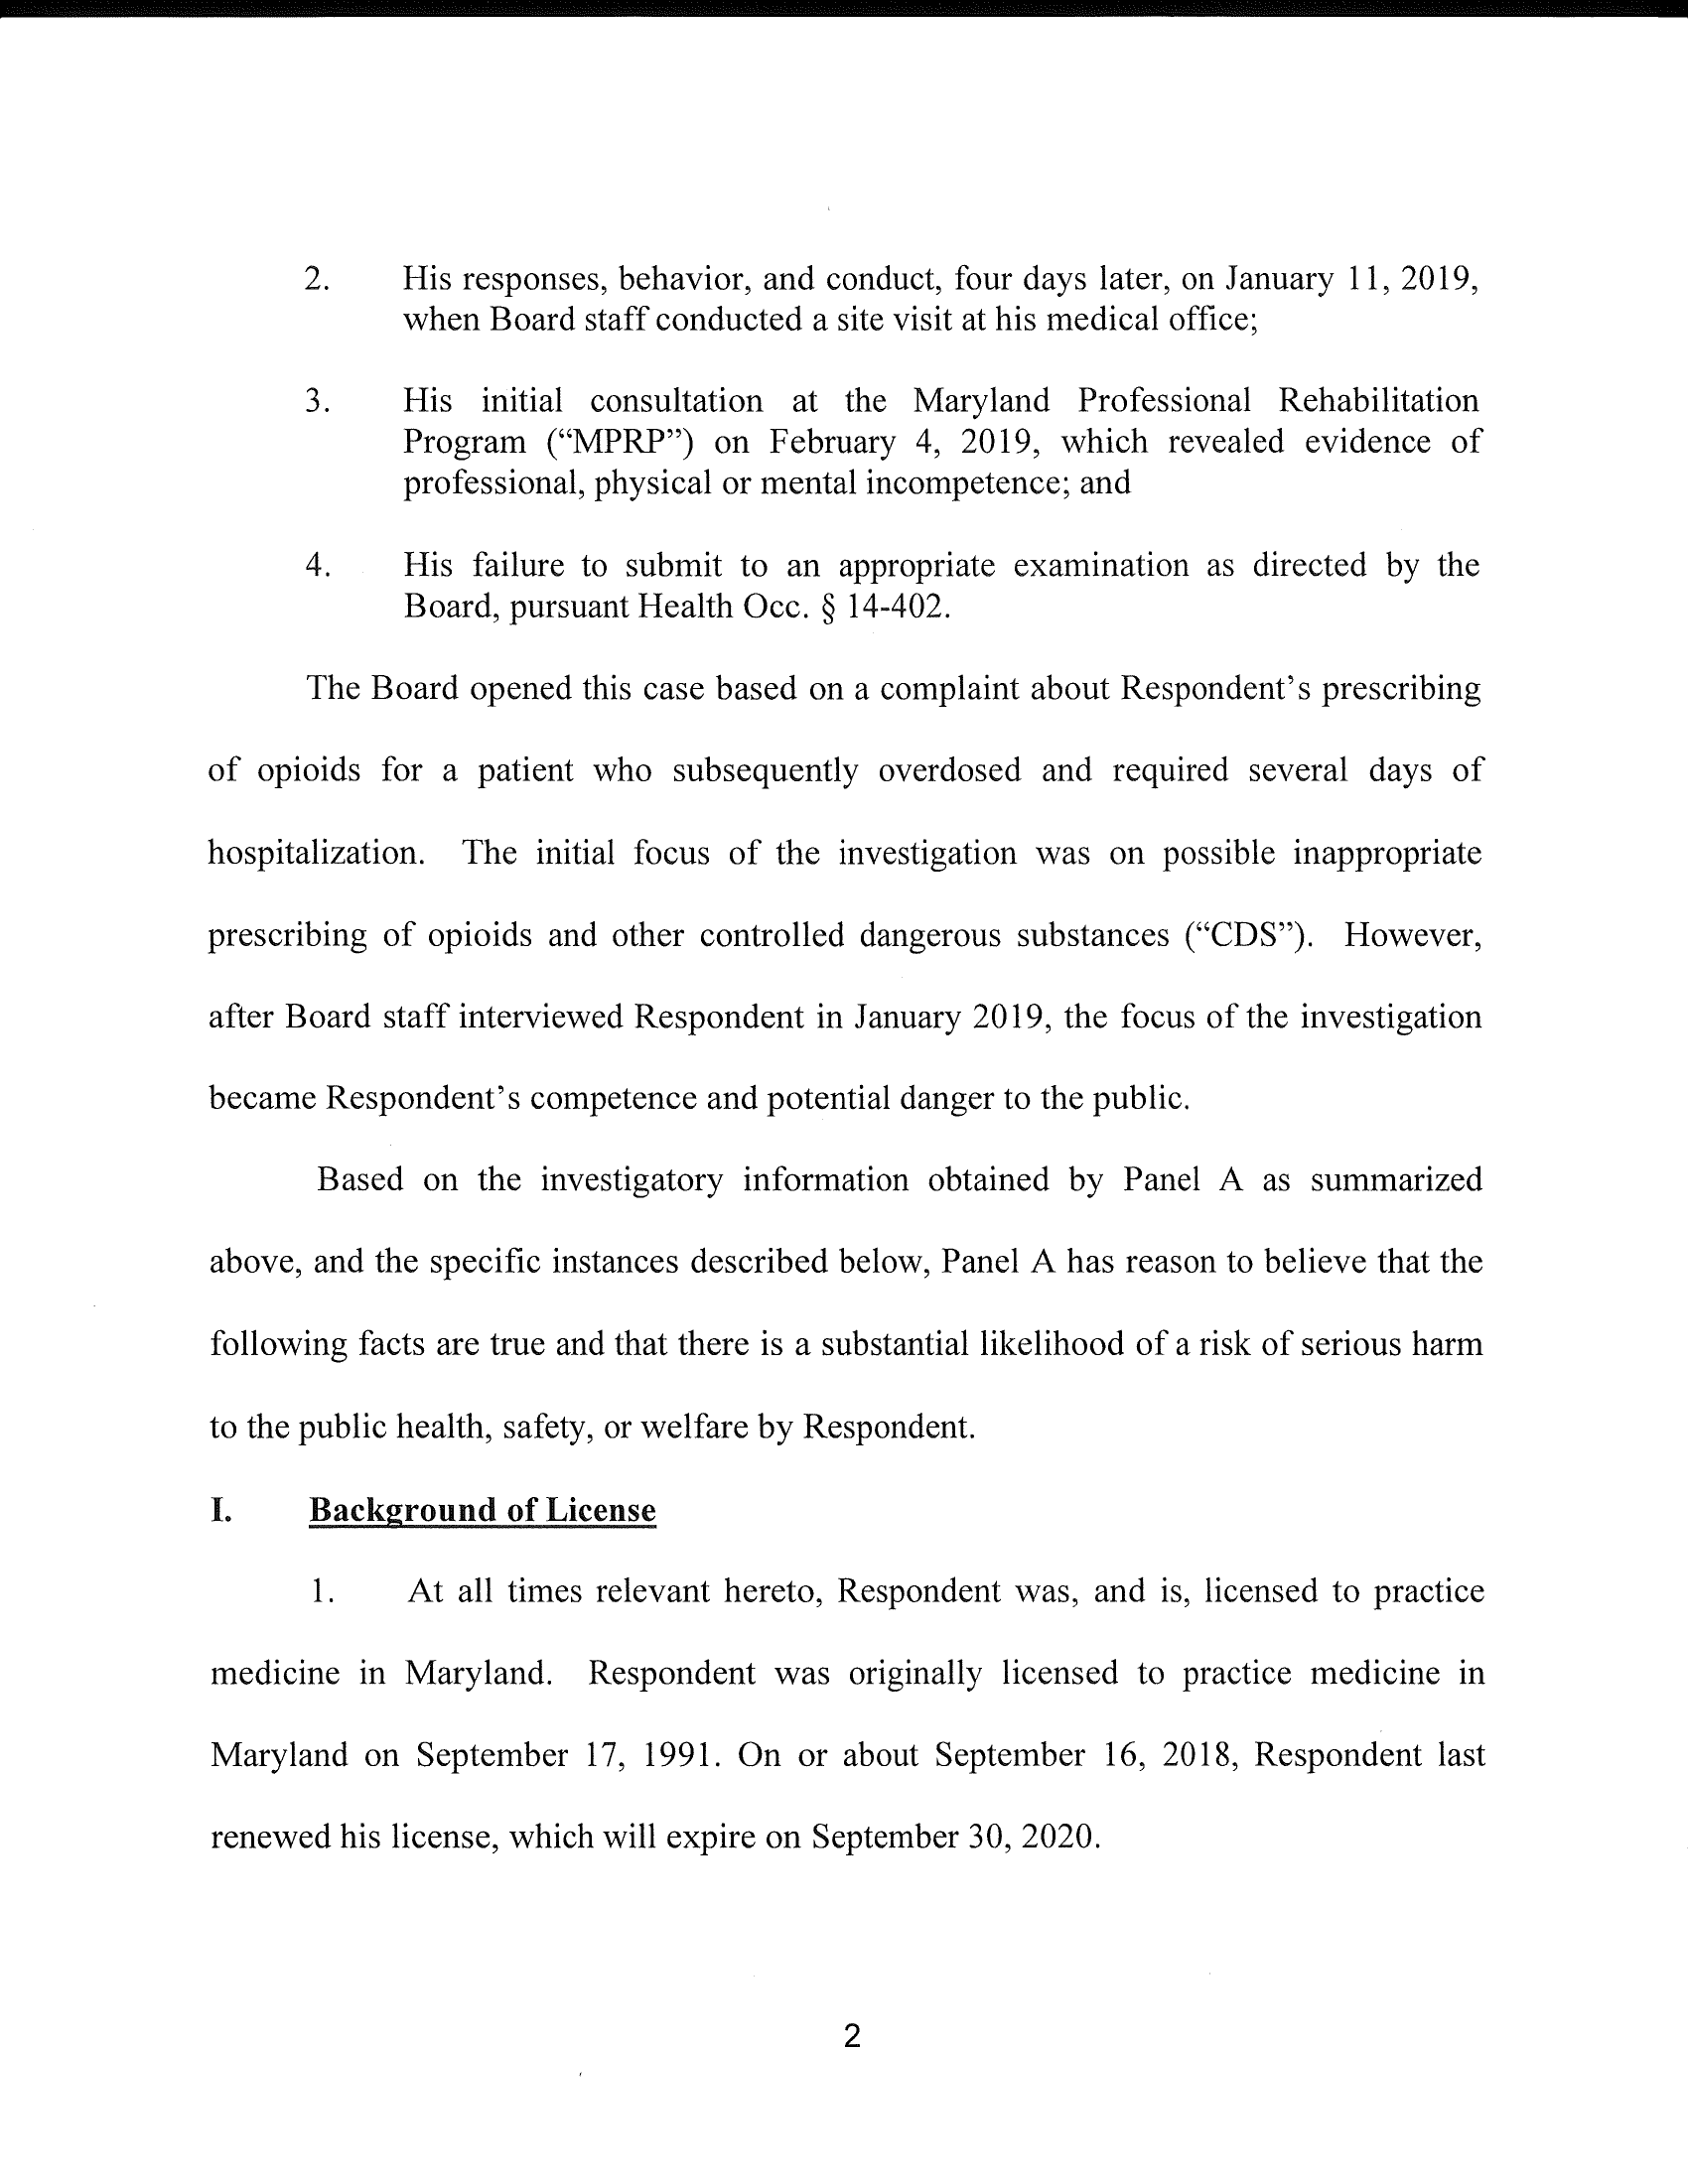 2. His responses, behavior, and conduct, four days later, on January 11, 2019,
when Board staff conducted a site visit at his medical office;
3. His initial consultation at the Maryland Professional Rehabilitation
Program (“MPRP”) on February 4, 2019, which revealed evidence of
professional, physical or mental incompetence; and
4. His failure to submit to an appropriate examination as directed by the
Board, pursuant Health Occ. § 14-402.
The Board opened this case based on a complaint about Respondent’s prescribing
of opioids for a patient who subsequently overdosed and required several days of
hospitalization. The initial focus of the investigation was on possible inappropriate
prescribing of opioids and other controlled dangerous substances (“CDS”). However,
after Board staff interviewed Respondent in January 2019, the focus of the investigation
became Respondent’s competence and potential danger to the public.
Based on the investigatory information obtained by Panel A as summarized
above, and the specific instances described below, Panel A has reason to believe that the
following facts are true and that there is a substantial likelihood of a risk of serious harm
to the public health, safety, or welfare by Respondent.
I. Background of License
1. At all times relevant hereto, Respondent was, and is, licensed to practice
medicine in Maryland. Respondent was originally licensed to practice medicine in
Maryland on September 17, 1991. On or about September 16, 2018, Respondent last
renewed his license, which will expire on September 30, 2020.
2